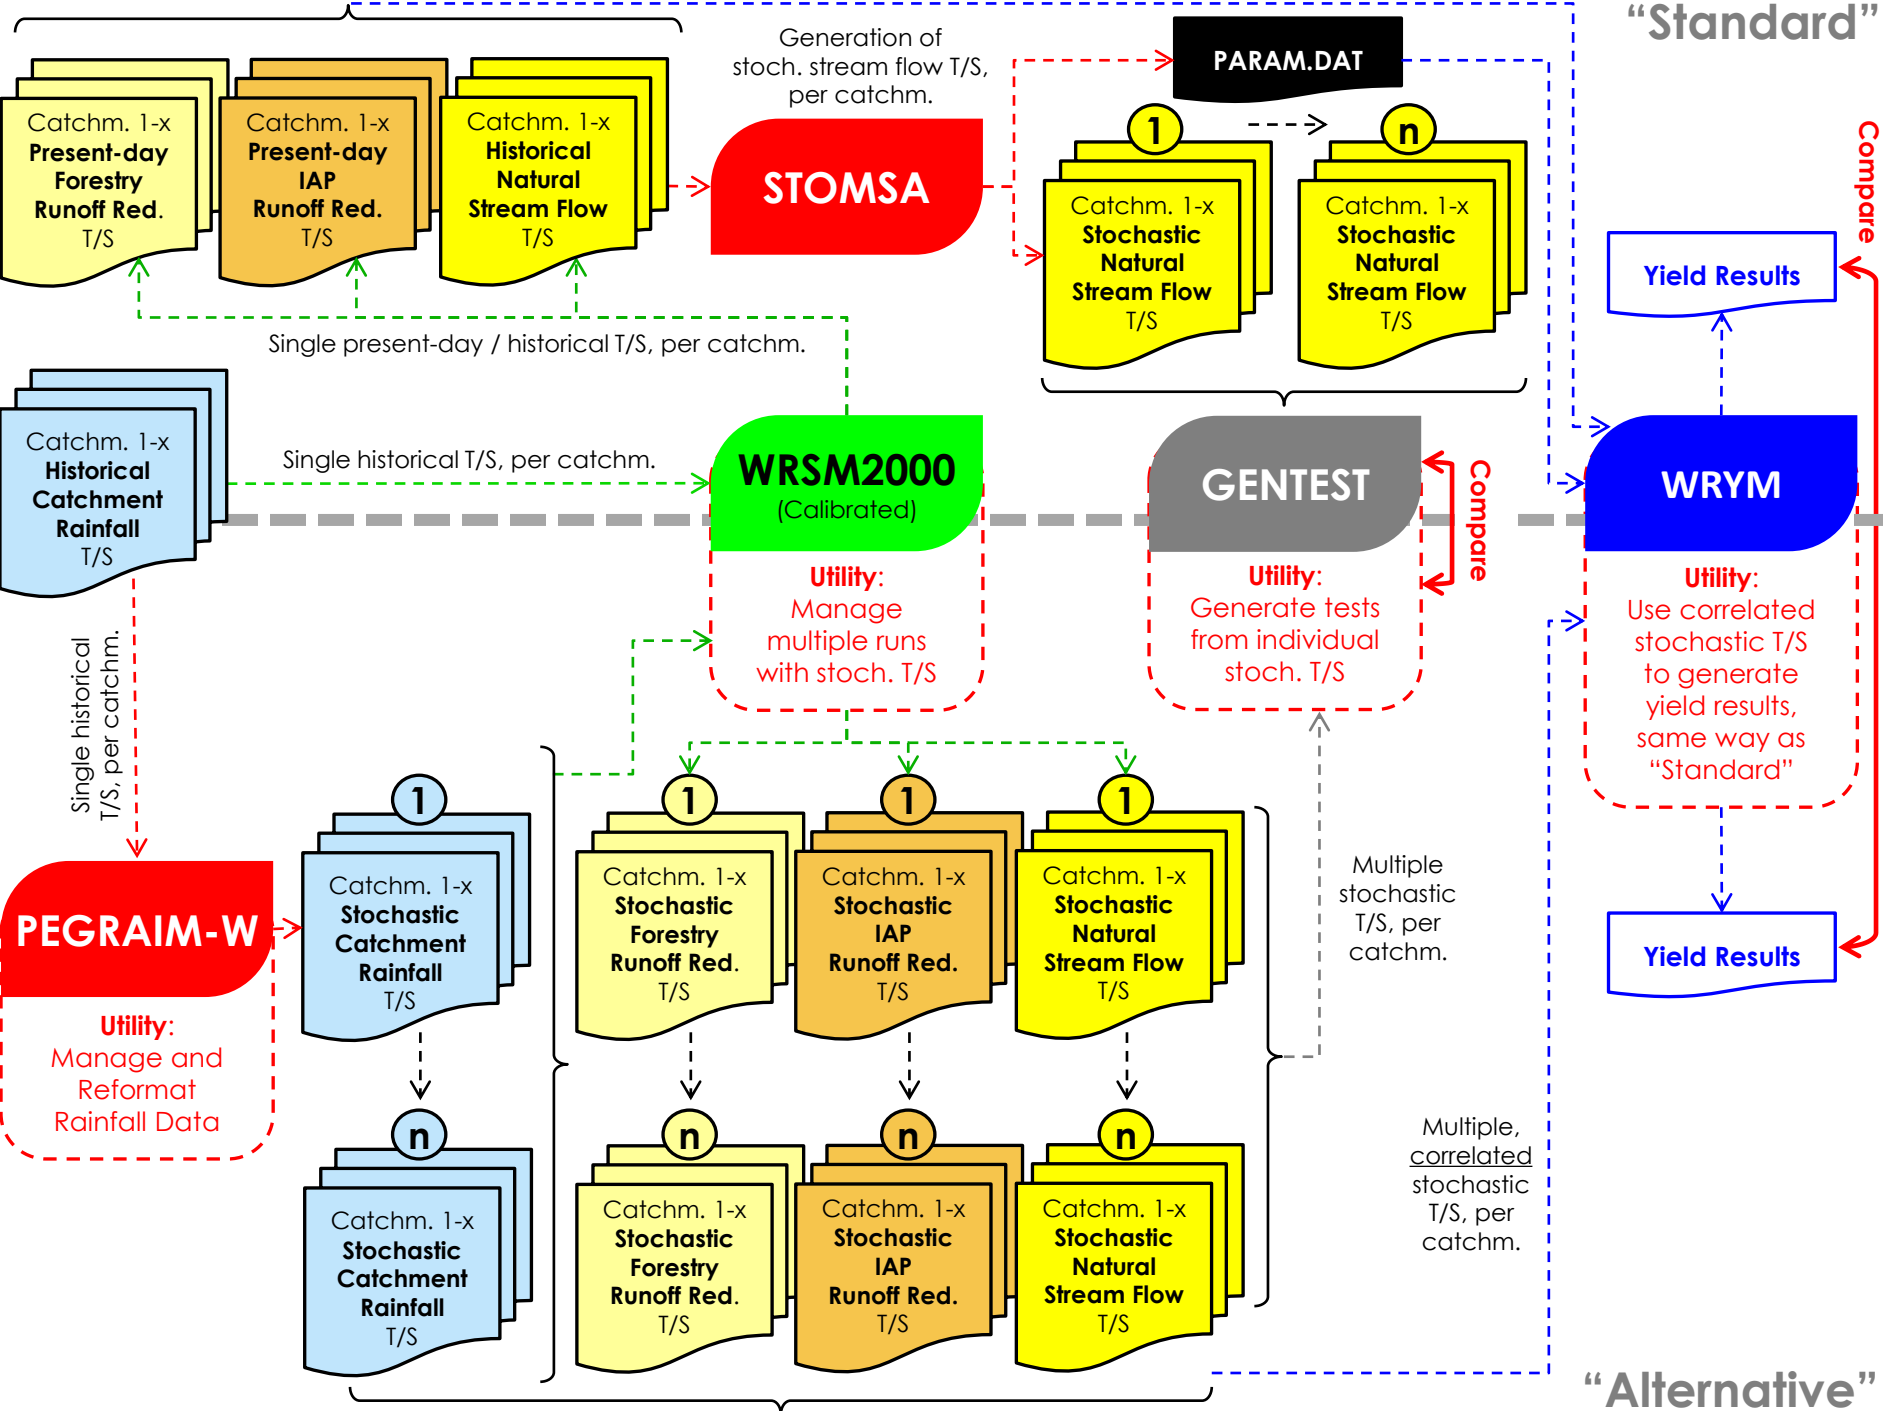 “Standard”
Generation of
stoch. stream flow T/S,
per catchm.
PARAM.DAT
Catchm. 1-x
Present-day
Forestry
Runoff Red.
T/S
Catchm. 1-x
Present-day
IAP
Runoff Red.
T/S
Catchm. 1-x
Historical
Natural
Stream Flow
T/S
STOMSA
1
n
Catchm. 1-x
Stochastic
Natural
Stream Flow
T/S
Catchm. 1-x
Stochastic
Natural
Stream Flow
T/S
Compare
Yield Results
Single present-day / historical T/S, per catchm.
Catchm. 1-x
Historical
Catchment
Rainfall
T/S
Single historical T/S, per catchm.
WRSM2000
(Calibrated)
Utility:
Manage
multiple runs
with stoch. T/S
GENTEST
Utility:
Generate tests
from individual
stoch. T/S
Compare
WRYM
Utility:
Use correlated
stochastic T/S
to generate
yield results,
same way as
“Standard”
Single historical
T/S, per catchm.
PEGRAIM-W
Utility:
Manage and
Reformat
Rainfall Data
1
Catchm. 1-x
Stochastic
Catchment
Rainfall
T/S
1
Catchm. 1-x
Stochastic
Forestry
Runoff Red.
T/S
1
Catchm. 1-x
Stochastic
IAP
Runoff Red.
T/S
1
Catchm. 1-x
Stochastic
Natural
Stream Flow
T/S
Multiple
stochastic
T/S, per
catchm.
Yield Results
n
Catchm. 1-x
Stochastic
Catchment
Rainfall
T/S
n
Catchm. 1-x
Stochastic
Forestry
Runoff Red.
T/S
n
Catchm. 1-x
Stochastic
IAP
Runoff Red.
T/S
n
Catchm. 1-x
Stochastic
Natural
Stream Flow
T/S
Multiple,
correlated
stochastic
T/S, per
catchm.
“Alternative”